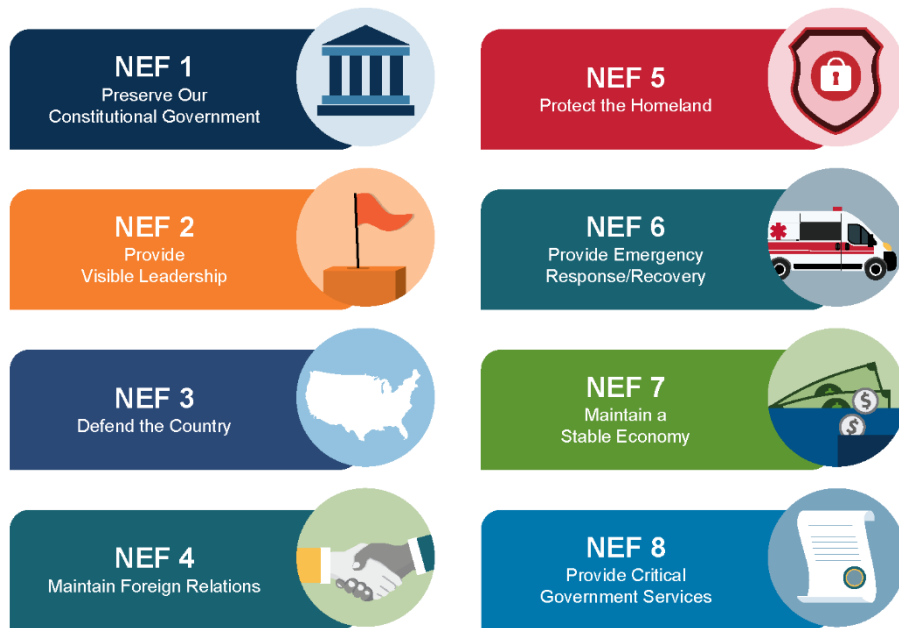 NEF 1
Preserve Our
Constitutional Government
NEF 2
Provide
Visible Leadership
NEF 3
Defend the Country
NEF 4
Maintain Foreign Relations
NEF 5
Protect the Homeland
NEF 6
Provide Emergency
Response/Recovery
NEF 7
Maintain a
Stable Economy
$
$
NEF 8
Provide Critical
Government Services